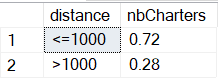 distance nbCharters
1 <=1000 0.72
2 >1000 0.28